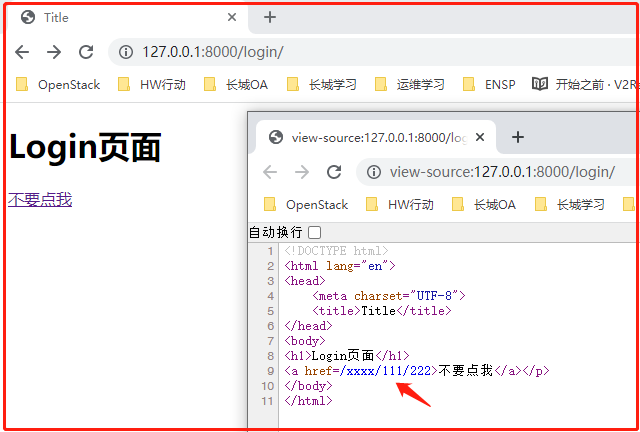 Title
127.0.0.1:8000/login/
OpenStack HW行动 长城OA 长城学习 运维学习 ENSP 开始之前 · V2Ra
Login页面
不要点我
view-source:127.0.0.1:8000/log
view-source:127.0.0.1:8000/login/
OpenStack HW行动 长城OA 长城学习
自动换行
1 <!DOCTYPE html>
2 <html lang="en">
3 <head>
4 <meta charset="UTF-8">
5 <title>Title</title>
6 </head>
7 <body>
8 <h1>Login页面</h1>
9 <a href=/xxxx/111/222>不要点我</a></p>
10 </body>
11 </html>